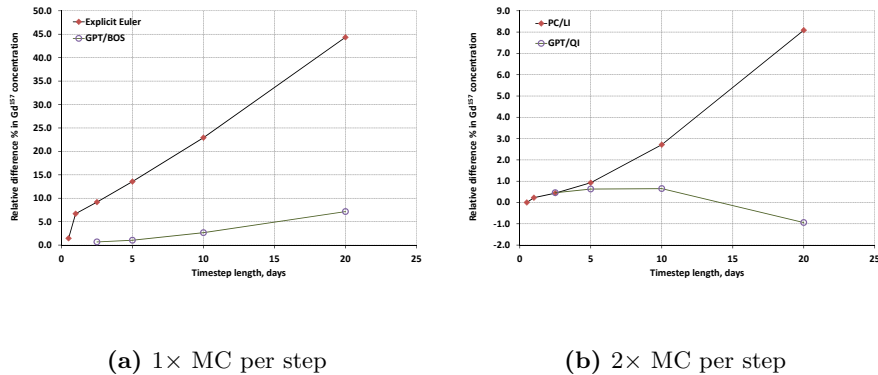 50.0
45.0
40.0
35.0
30.0
25.0
20.0
15.0
10.0
5.0
0.0
Relative difference % in Gd¹⁵⁷ concentration
Explicit Euler
GPT/BOS
0 5 10 15 20 25
Timestep length, days
(a) 1× MC per step
9.0
8.0
7.0
6.0
5.0
4.0
3.0
2.0
1.0
0.0
-1.0
-2.0
Relative difference % in Gd¹⁵⁷ concentration
PC/LI
GPT/QI
0 5 10 15 20 25
Timestep length, days
(b) 2× MC per step